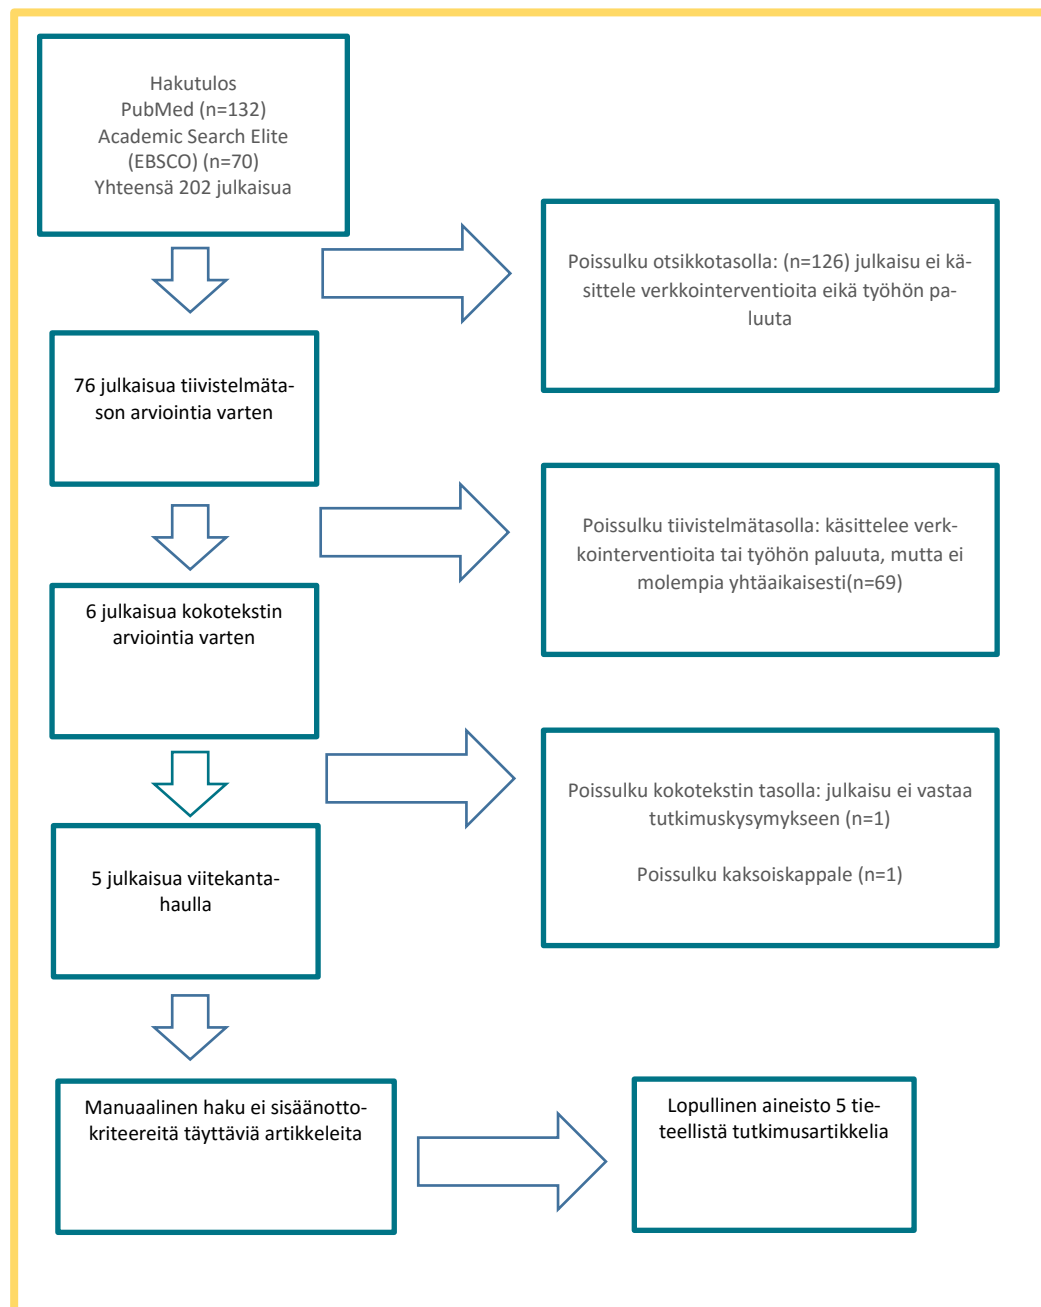 Hakutulos
PubMed (n=132)
Academic Search Elite
(EBSCO) (n=70)
Yhteensä 202 julkaisua
Poissulku otsikkotasolla: (n=126) julkaisu ei kä-
sittele verkkointerventioita eikä työhön pa-
luuta
76 julkaisua tiivistelmäta-
son arviointia varten
Poissulku tiivistelmätasolla: käsittelee verk-
kointerventioita tai työhön paluuta, mutta ei
molempia yhtäaikaisesti(n=69)
6 julkaisua kokotekstin
arviointia varten
Poissulku kokotekstin tasolla: julkaisu ei vastaa
tutkimuskysymykseen (n=1)
Poissulku kaksoiskappale (n=1)
5 julkaisua viitekanta-
haulla
Manuaalinen haku ei sisäänotto-
kriteereitä täyttäviä artikkeleita
Lopullinen aineisto 5 tie-
teellistä tutkimusartikkelia